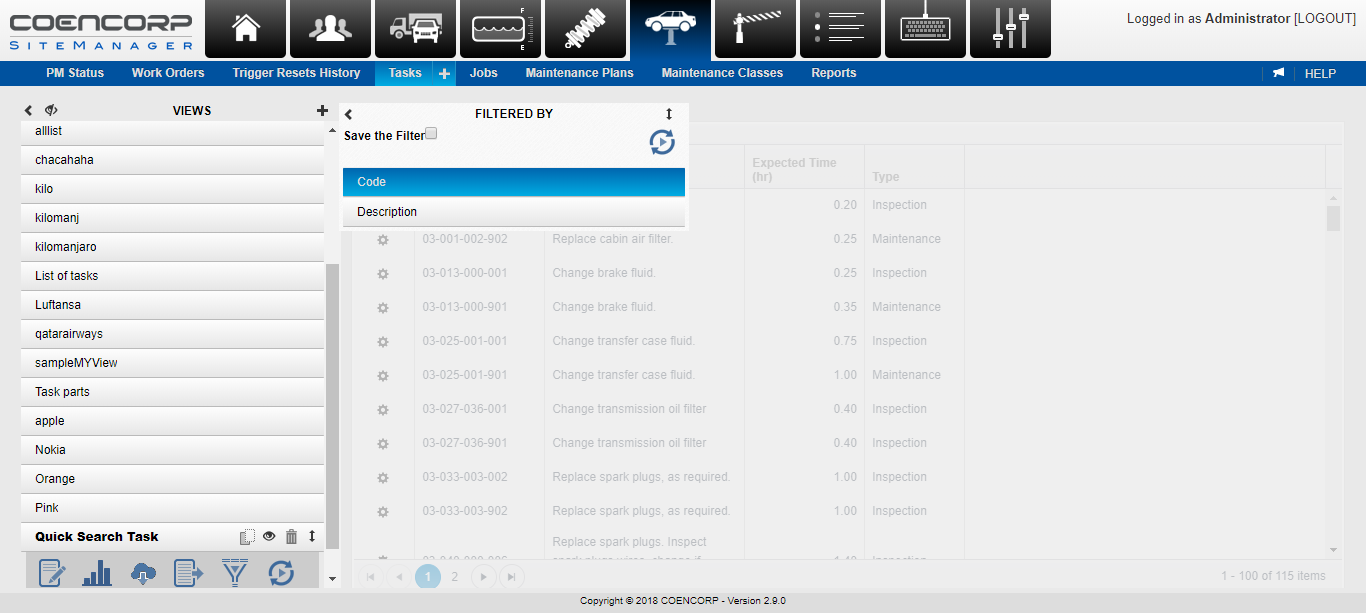 COENCORP
SITEMANAGER
F
E
Logged in as Administrator [LOGOUT]
PM Status Work Orders Trigger Resets History Tasks + Jobs Maintenance Plans Maintenance Classes Reports HELP
VIEWS
alllist
chacahaha
kilo
kilomanj
kilomanjaro
List of tasks
Luftansa
qatarairways
sampleMYView
Task parts
apple
Nokia
Orange
Pink
Quick Search Task
FILTERED BY
Save the Filter
Code
Description
Expected Time
(hr) Type
0.20 Inspection
03-001-002-902 Replace cabin air filter. 0.25 Maintenance
03-013-000-001 Change brake fluid. 0.25 Inspection
03-013-000-901 Change brake fluid. 0.35 Maintenance
03-025-001-001 Change transfer case fluid. 0.75 Inspection
03-025-001-901 Change transfer case fluid. 1.00 Maintenance
03-027-036-001 Change transmission oil filter 0.40 Inspection
03-027-036-901 Change transmission oil filter 0.40 Inspection
03-033-003-002 Replace spark plugs, as required. 1.00 Inspection
03-033-003-902 Replace spark plugs, as required. 1.00 Inspection
Replace spark plugs. Inspect
1 2
1 - 100 of 115 items
Copyright © 2018 COENCORP - Version 2.9.0